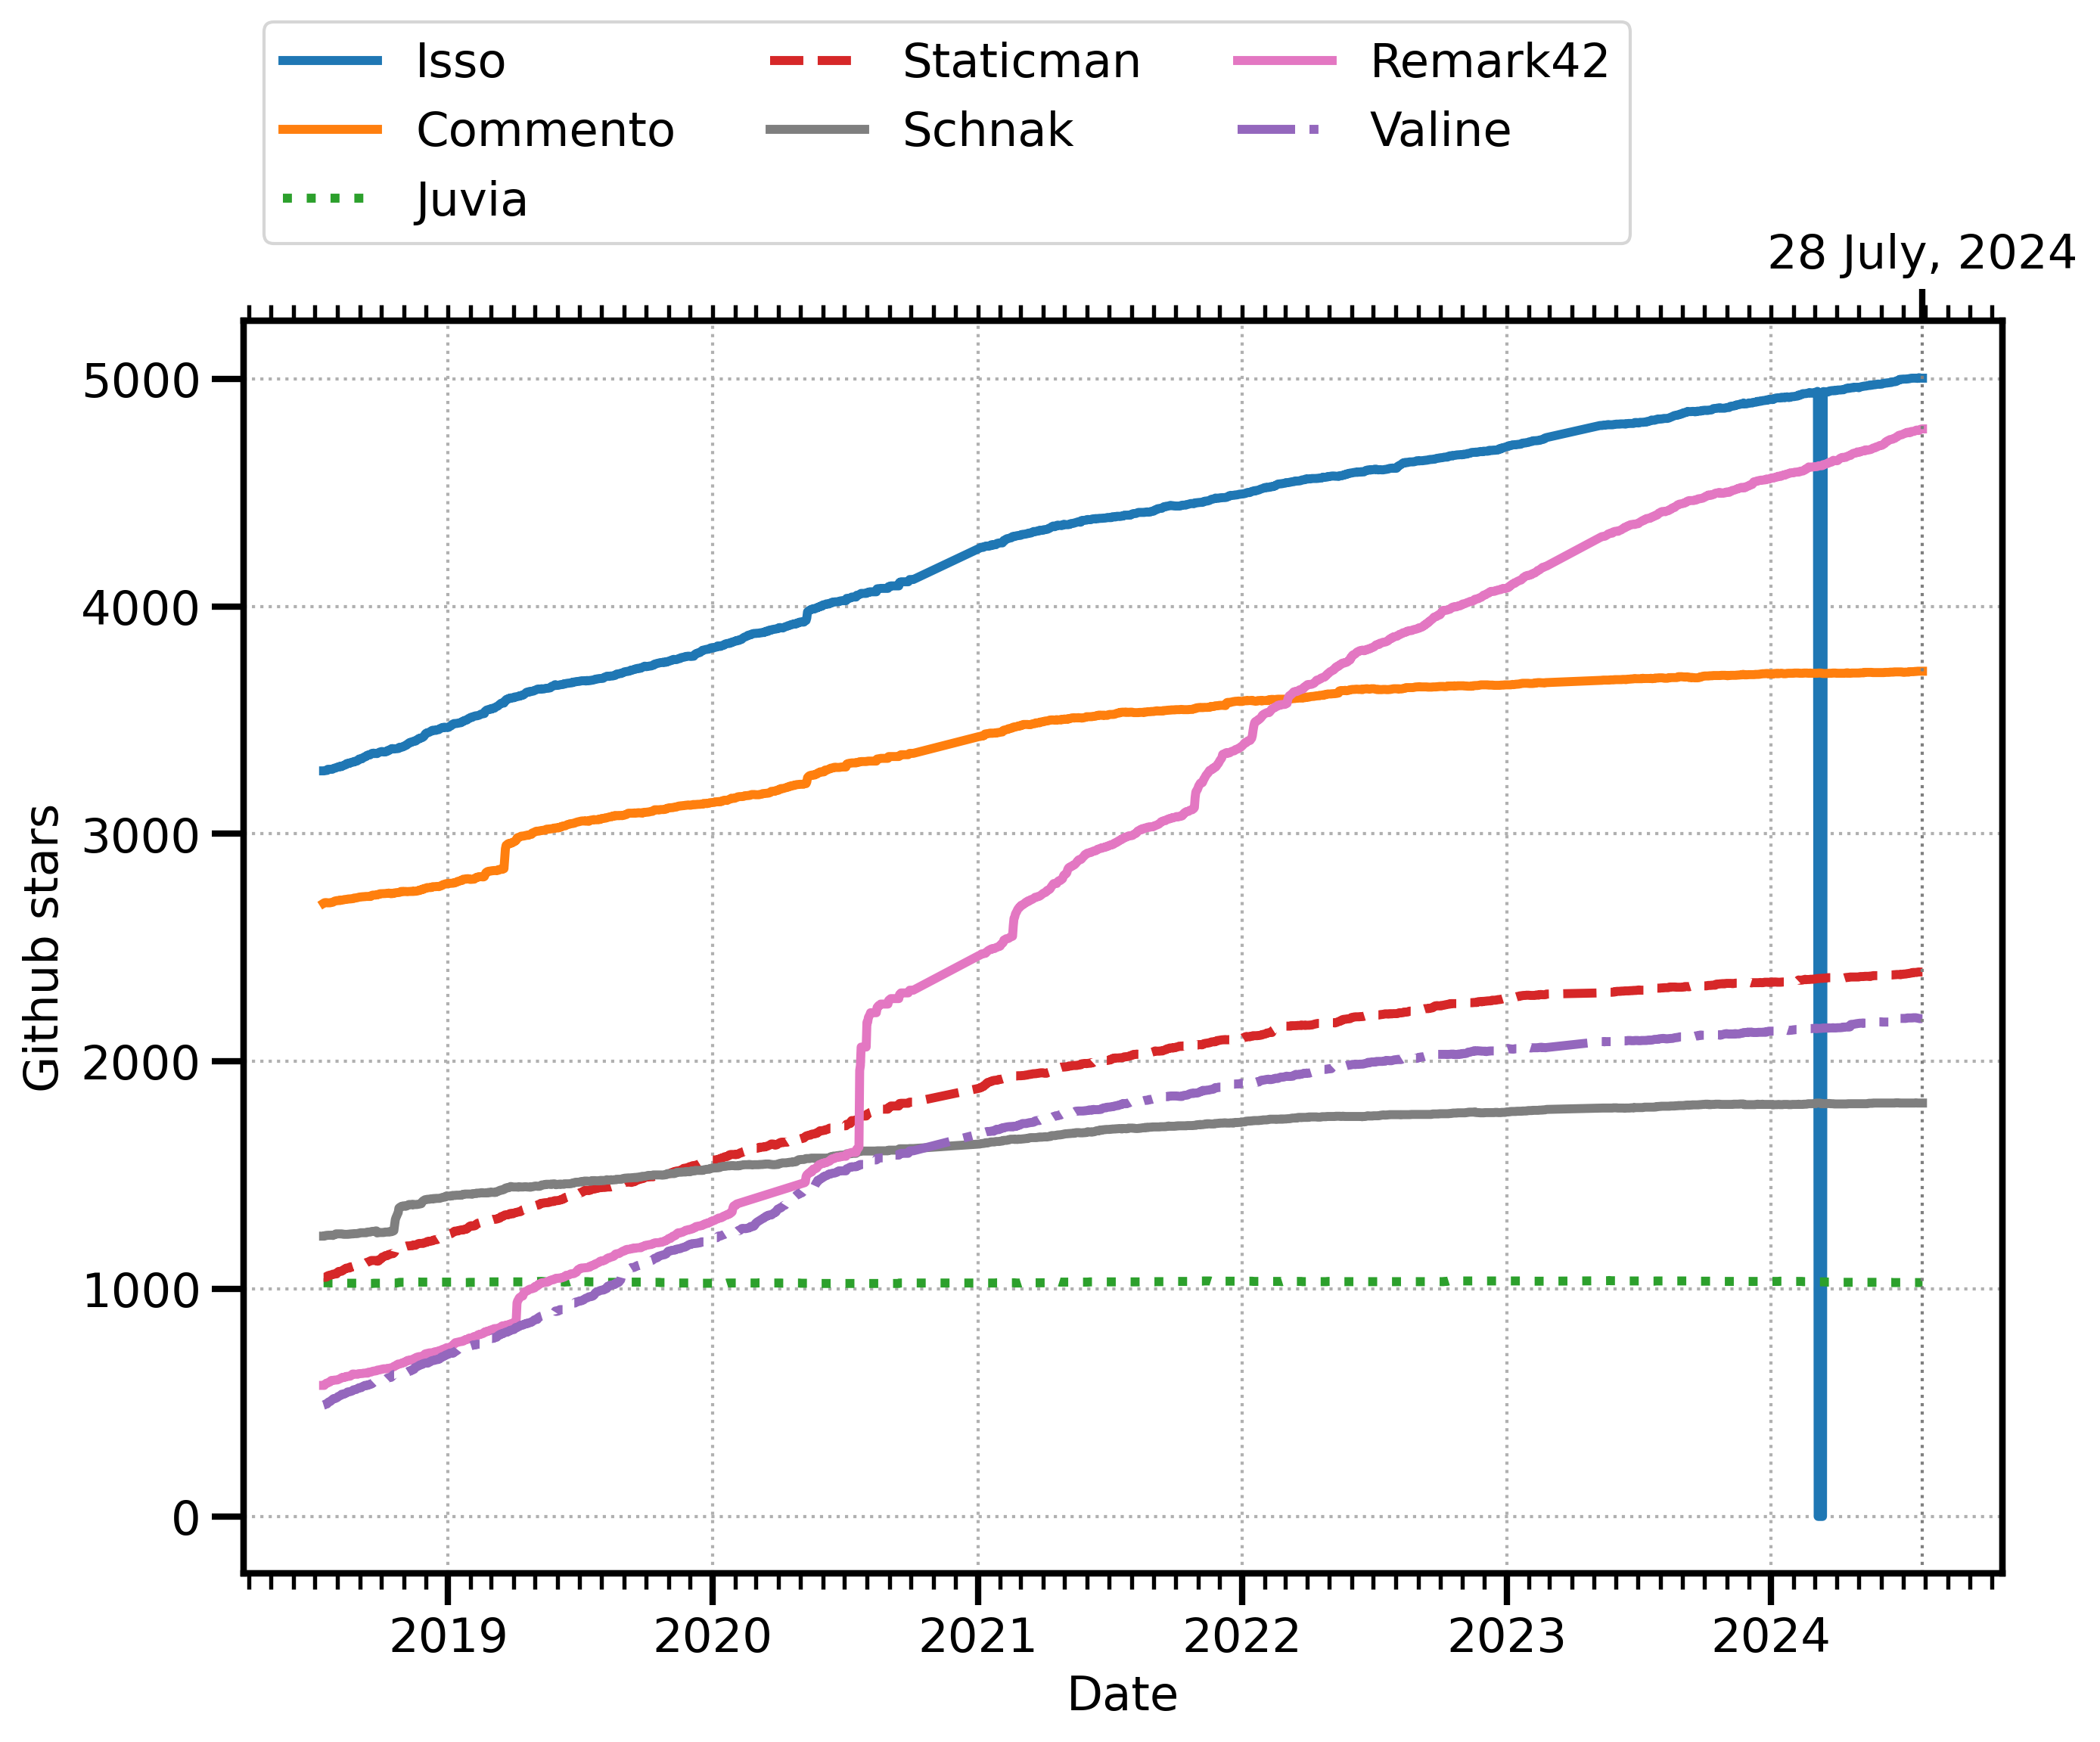 Isso
Commento
Juvia
Staticman
Schnak
Remark42
Valine
28 July, 2024
5000
4000
3000
2000
1000
0
Github stars
2019 2020 2021 2022 2023 2024
Date